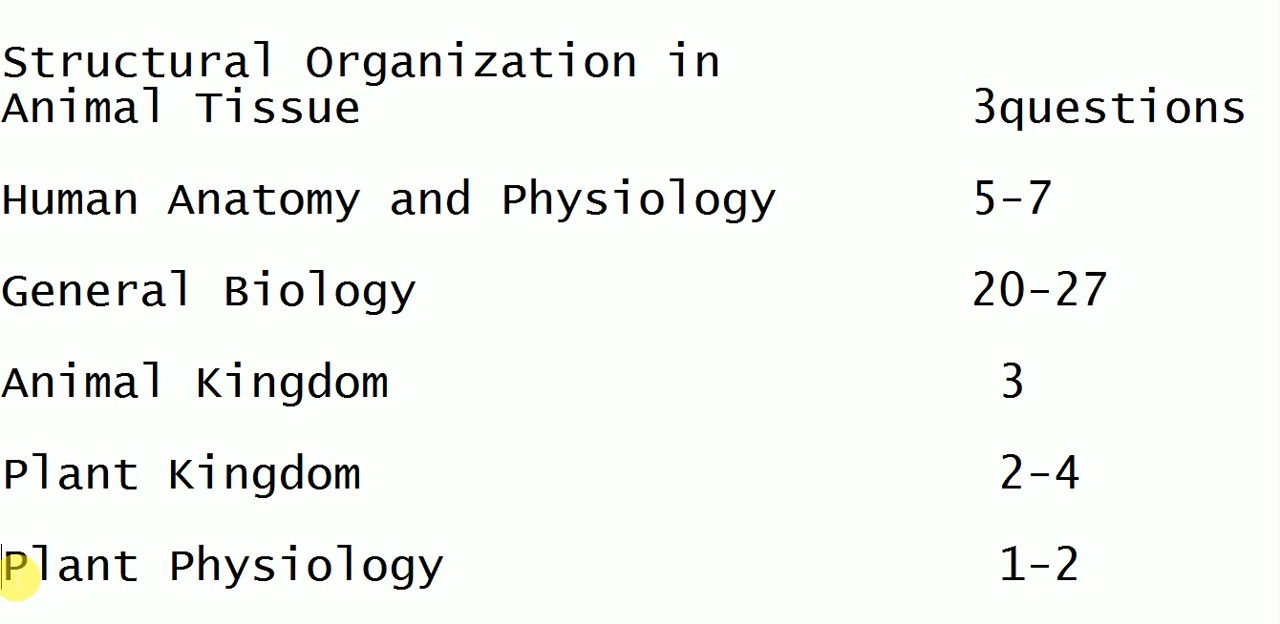 Structural Organization in
Animal Tissue 3questions
Human Anatomy and Physiology 5-7
General Biology 20-27
Animal Kingdom 3
Plant Kingdom 2-4
Plant Physiology 1-2